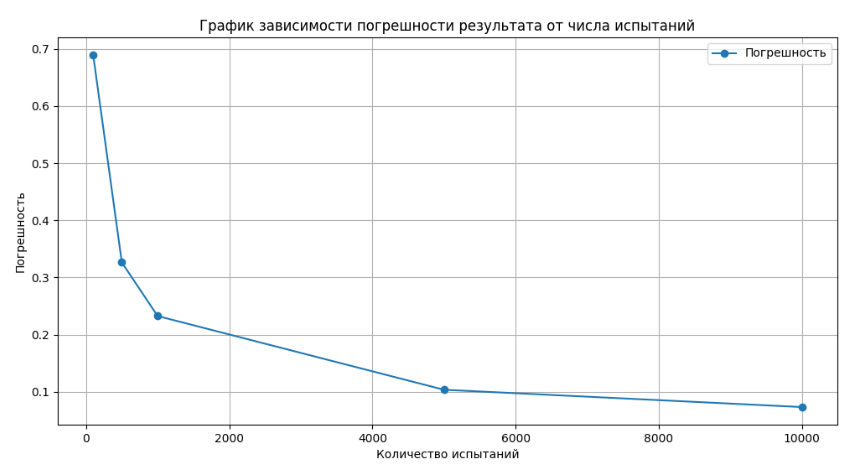 График зависимости погрешности результата от числа испытаний
Погрешность
0.7
0.6
0.5
0.4
0.3
0.2
0.1
Погрешность
0 2000 4000 6000 8000 10000
Количество испытаний